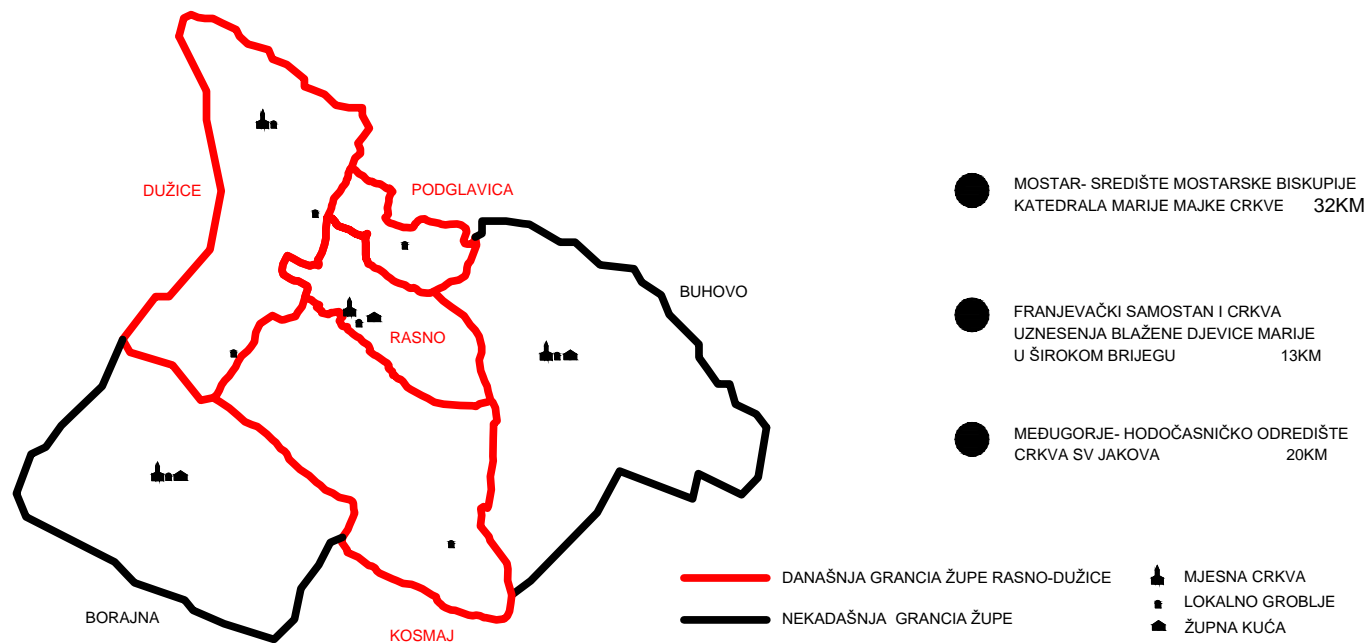 DUŽICE
PODGLAVICA
BUHOVO
RASNO
BORAJNA
KOSMAJ
MOSTAR- SREDIŠTE MOSTARSKE BISKUPIJE
KATEDRALA MARIJE MAJKE CRKVE 32KM
FRANJEVAČKI SAMOSTAN I CRKVA
UZNESENJA BLAŽENE DJEVICE MARIJE
U ŠIROKOM BRIJEGU 13KM
MEĐUGORJE- HODOČASNIČKO ODREDIŠTE
CRKVA SV JAKOVA 20KM
DANAŠNJA GRANCIA ŽUPE RASNO-DUŽICE
NEKADAŠNJA GRANCIA ŽUPE
MJESNA CRKVA
LOKALNO GROBLJE
ŽUPNA KUĆA